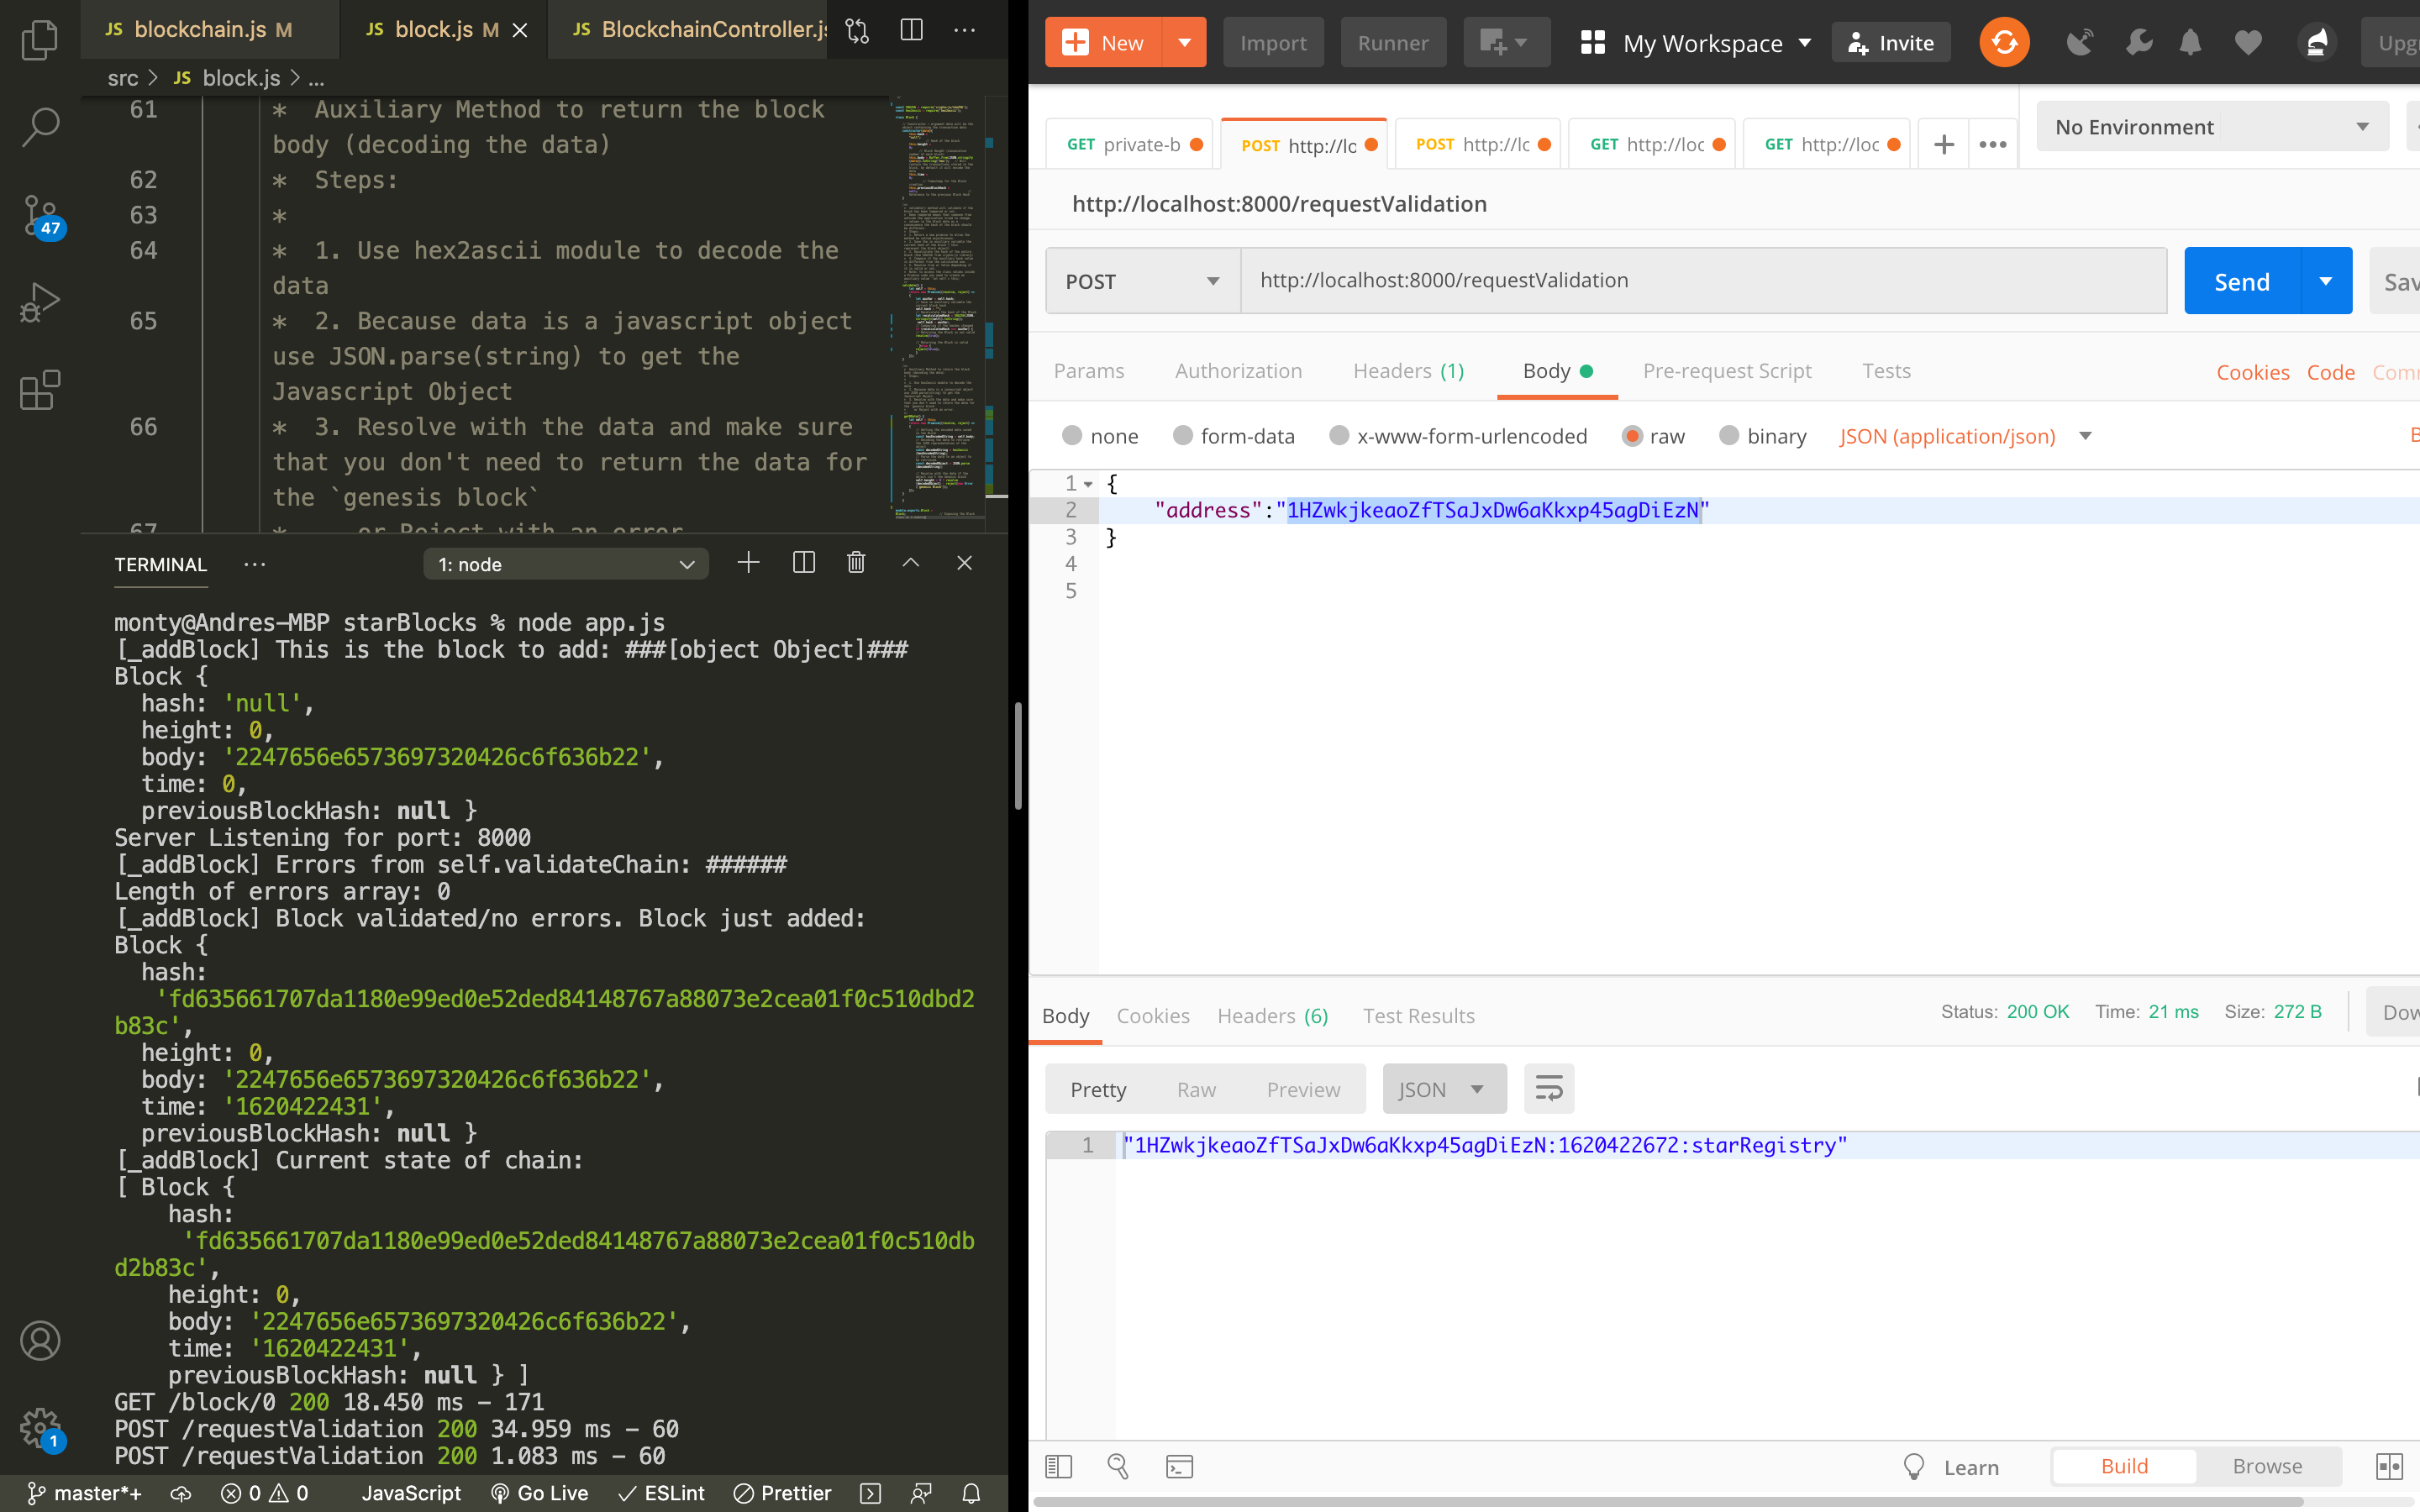 JS blockchain.js M
JS block.js M
JS BlockchainController.js
src > JS block.js > ...
61 * Auxiliary Method to return the block
body (decoding the data)
62 * Steps:
63 *
64 * 1. Use hex2ascii module to decode the
data
65 * 2. Because data is a javascript object
use JSON.parse(string) to get the
Javascript Object
66 * 3. Resolve with the data and make sure
that you don't need to return the data for
the `genesis block`
67 * or Reject with an error
47
TERMINAL ... 1: node
monty@Andres-MBP starBlocks % node app.js
[_addBlock] This is the block to add: ###[object Object]###
Block {
hash: 'null',
height: 0,
body: '2247656e6573697320426c6f636b22',
time: 0,
previousBlockHash: null }
Server Listening for port: 8000
[_addBlock] Errors from self.validateChain: ######
Length of errors array: 0
[_addBlock] Block validated/no errors. Block just added:
Block {
hash:
'fd635661707da1180e99ed0e52ded84148767a88073e2cea01f0c510dbd2
b83c',
height: 0,
body: '2247656e6573697320426c6f636b22',
time: '1620422431',
previousBlockHash: null }
[_addBlock] Current state of chain:
[ Block {
hash:
'fd635661707da1180e99ed0e52ded84148767a88073e2cea01f0c510db
d2b83c',
height: 0,
body: '2247656e6573697320426c6f636b22',
time: '1620422431',
previousBlockHash: null } ]
GET /block/0 200 18.450 ms - 171
POST /requestValidation 200 34.959 ms - 60
POST /requestValidation 200 1.083 ms - 60
1
master*+ 0 0 JavaScript Go Live ESLint Prettier
New Import Runner My Workspace Invite Upg
GET private-b POST http://lo POST http://lc GET http://loc GET http://loc + ••• No Environment
http://localhost:8000/requestValidation
POST http://localhost:8000/requestValidation Send Sav
Params Authorization Headers (1) Body Pre-request Script Tests Cookies Code Com
none form-data x-www-form-urlencoded raw binary JSON (application/json) B
1 {
2 "address":"1HZwkjkeaoZfTSaJxDw6aKkxp45agDiEzN"
3 }
4
5
Body Cookies Headers (6) Test Results Status: 200 OK Time: 21 ms Size: 272 B Dow
Pretty Raw Preview JSON
1 "1HZwkjkeaoZfTSaJxDw6aKkxp45agDiEzN:1620422672:starRegistry"
Learn Build Browse